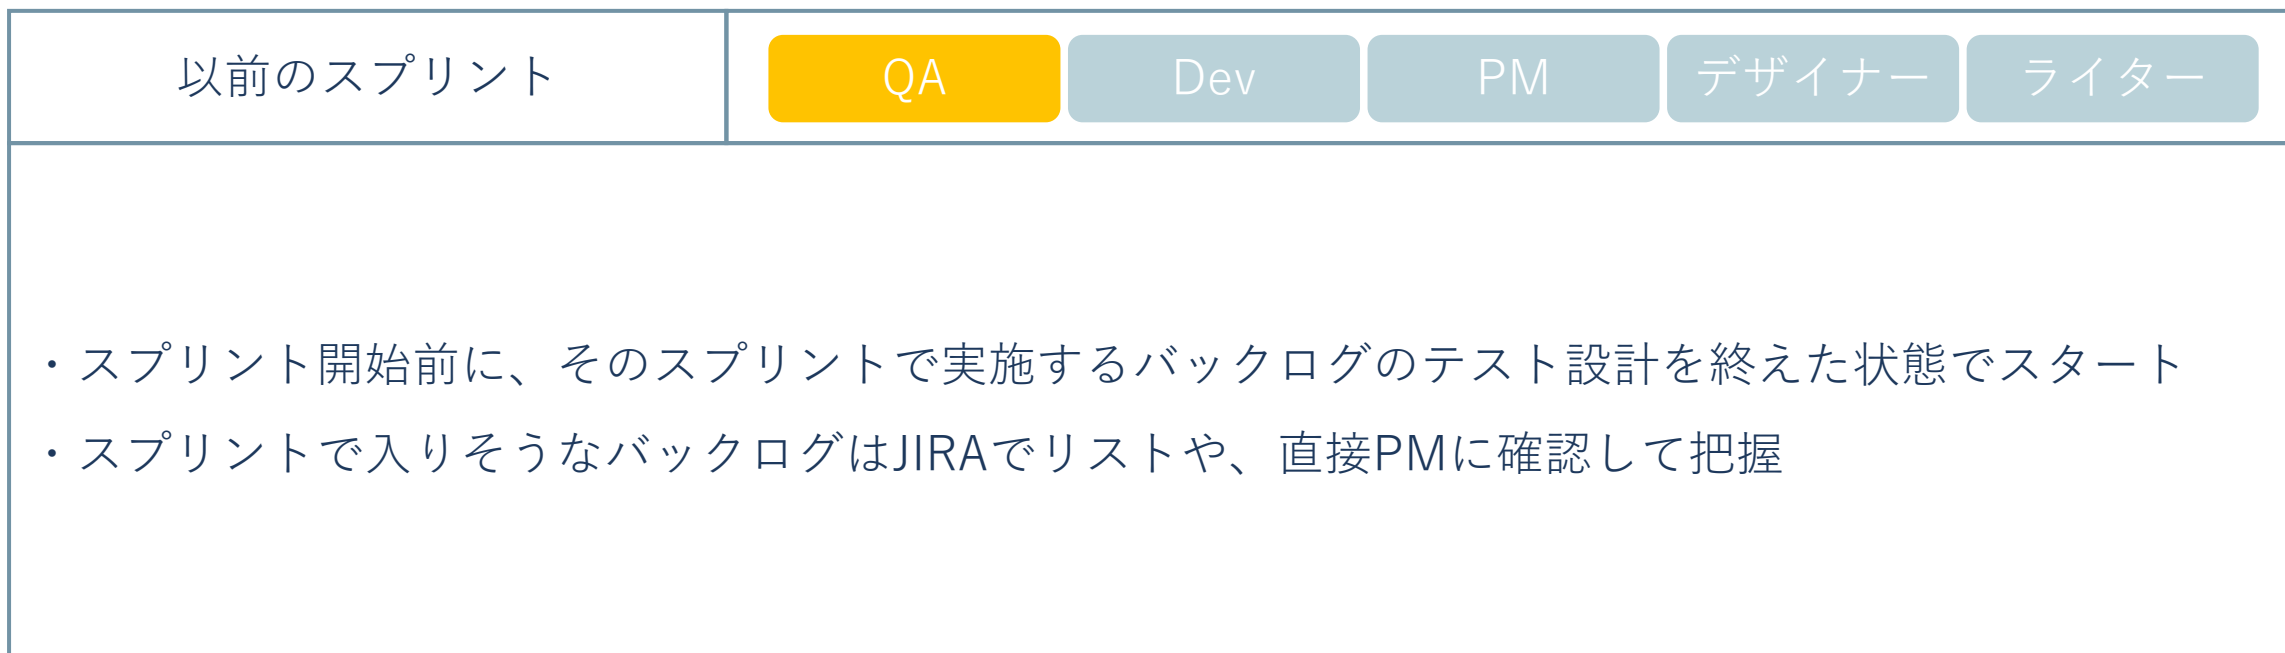 以前のスプリント
QA
Dev
PM
デザイナー
ライター
・スプリント開始前に、そのスプリントで実施するバックログのテスト設計を終えた状態でスタート
・スプリントで入りそうなバックログはJIRAでリストや、直接PMに確認して把握